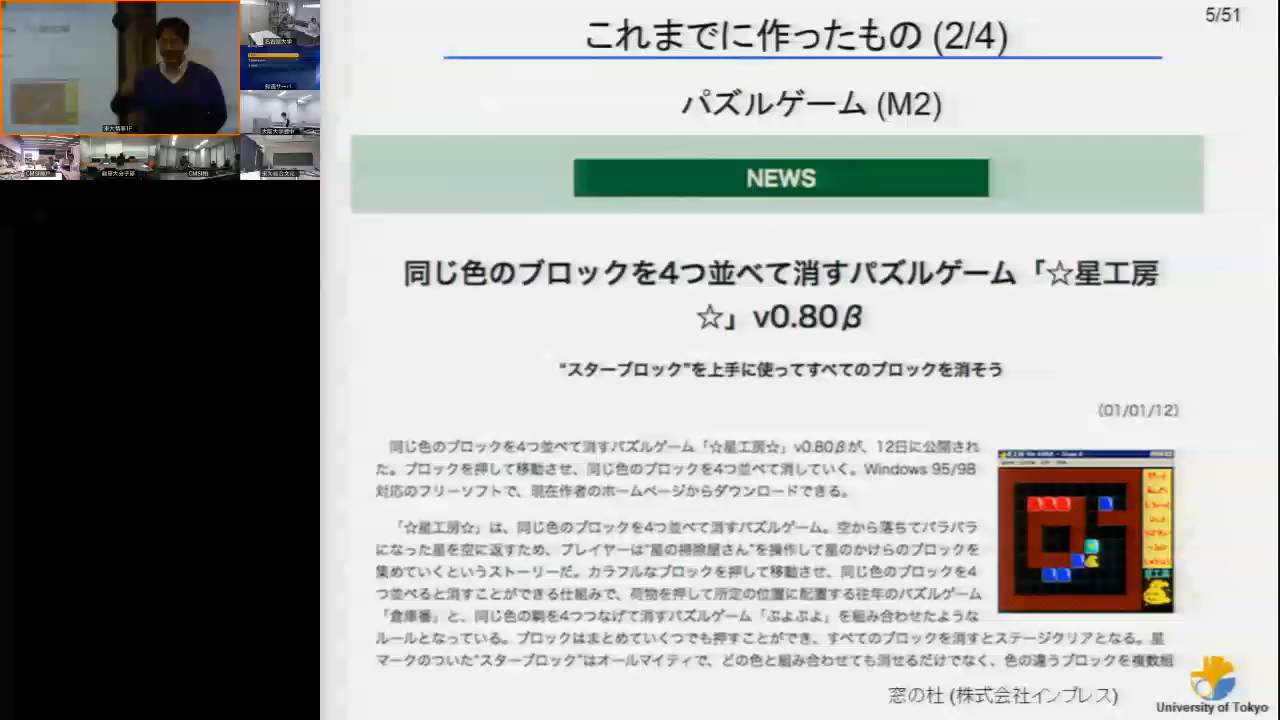 5/51
これまでに作ったもの (2/4)
パズルゲーム (M2)
NEWS
同じ色のブロックを4つ並べて消すパズルゲーム「☆星工房
☆」v0.80β
“スターブロック”を上手に使ってすべてのブロックを消そう
(01/01/12)
同じ色のブロックを4つ並べて消すパズルゲーム「☆星工房☆」v0.80βが、12日に公開され
た。ブロックを押して移動させ、同じ色のブロックを4つ並べて消していく。Windows 95/98
対応のフリーソフトで、現在作者のホームページからダウンロードできる。
「☆星工房☆」は、同じ色のブロックを4つ並べて消すパズルゲーム。空から落ちてバラバラ
になった星を空に返すため、プレイヤーは“星の掃除屋さん”を操作して星のかけらのブロックを
集めていくというストーリーだ。カラフルなブロックを押して移動させ、同じ色のブロックを4
つ並べると消すことができる仕組みで、荷物を押して所定の位置に配置する往年のパズルゲーム
「倉庫番」と、同じ色の駒を4つつなげて消すパズルゲーム「ぷよぷよ」を組み合わせたような
ルールとなっている。ブロックはまとめていくつでも押すことができ、すべてのブロックを消すとステージクリアとなる。星
マークのついた“スターブロック”はオールマイティで、どの色と組み合わせても消せるだけでなく、色の違うブロックを複数組
窓の杜 (株式会社インプレス)
University of Tokyo
名古屋大学
CMSI神戸
CMSI柏